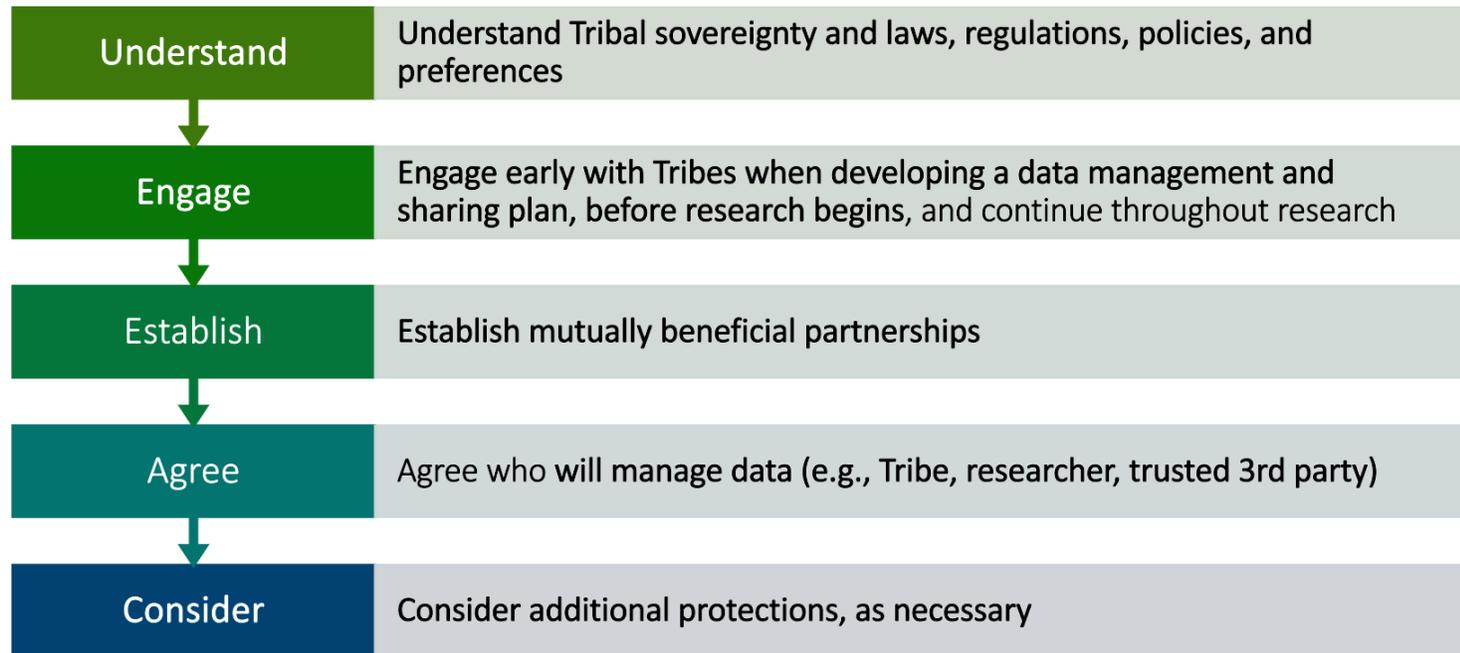 Understand
Understand Tribal sovereignty and laws, regulations, policies, and
preferences
Engage
Engage early with Tribes when developing a data management and
sharing plan, before research begins, and continue throughout research
Establish
Establish mutually beneficial partnerships
Agree
Agree who will manage data (e.g., Tribe, researcher, trusted 3rd party)
Consider
Consider additional protections, as necessary